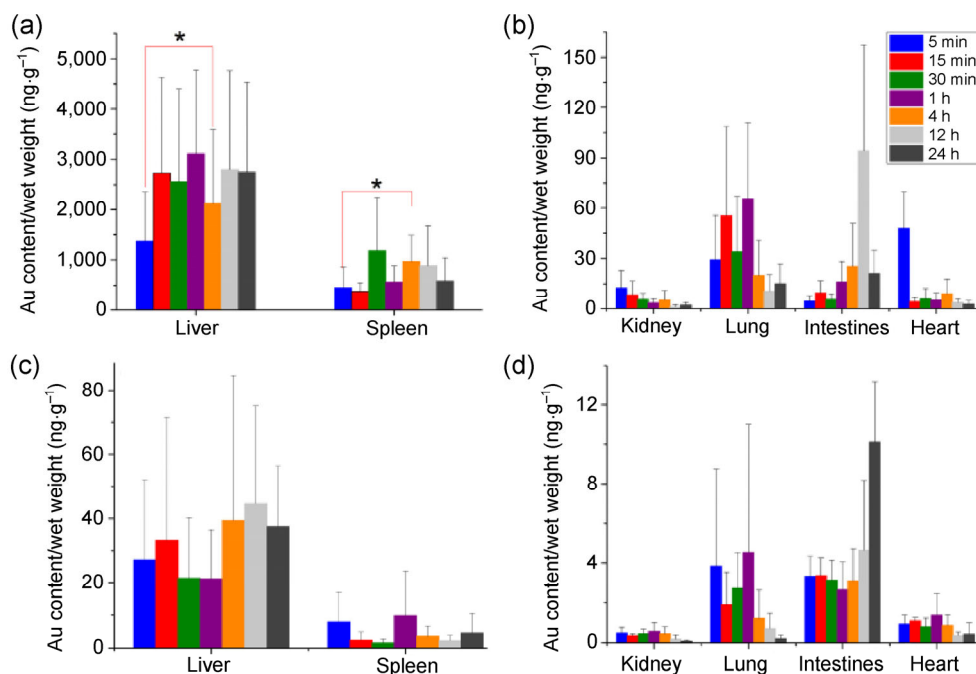 (a)
Au content/wet weight (ng·g⁻¹)
5,000
4,000
3,000
2,000
1,000
0
*
*
Liver
Spleen
(b)
Au content/wet weight (ng·g⁻¹)
150
120
90
60
30
0
5 min
15 min
30 min
1 h
4 h
12 h
24 h
Kidney
Lung
Intestines
Heart
(c)
Au content/wet weight (ng·g⁻¹)
80
60
40
20
0
Liver
Spleen
(d)
Au content/wet weight (ng·g⁻¹)
12
8
4
0
Kidney
Lung
Intestines
Heart